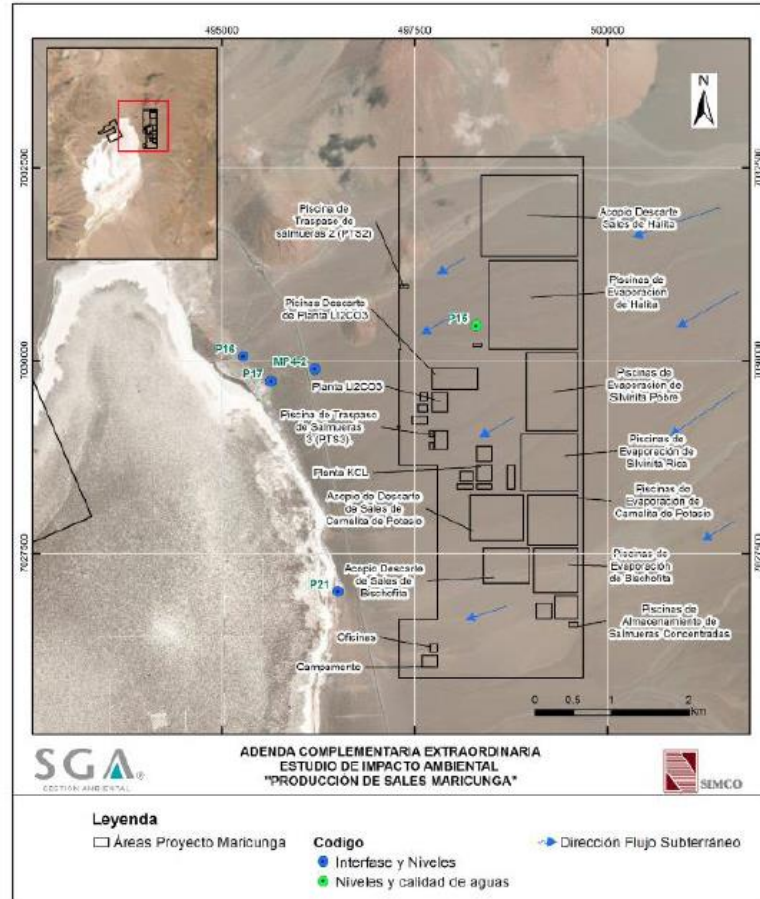 495000
497500
500000
N
7002500
Piscina de
Traspaso de
salmueras 2 (PTS2)
Acopio Descarte
Sales de Halita
Piscinas de
Evaporación
de Halita
Piscinas Descarte
de Planta LI2CO3
P15
P16
P17
MP4-2
Planta LI2CO3
Piscinas de
Evaporación de
Silvinita Pobre
Piscina de Traspaso
de Salmueras
3 (PTS3)
Piscinas de
Evaporación de
Silvinita Rica
Planta KCL
Acopio de Descarte
de Sales de
Carnalita de Potasio
Piscinas de
Evaporación de
Carnalita de Potasio
Acopio Descarte
de Sales de
Bischofita
Piscinas de
Evaporación
de Bischofita
P21
Piscinas de
Almacenamiento de
Salmueras Concentradas
Oficinas
Campamento
0 0.5 1 2
Km
SGA®
GESTION AMBIENTAL
ADENDA COMPLEMENTARIA EXTRAORDINARIA
ESTUDIO DE IMPACTO AMBIENTAL
"PRODUCCIÓN DE SALES MARICUNGA"
SIMCO
Leyenda
Áreas Proyecto Maricunga
Codigo
Interfase y Niveles
Niveles y calidad de aguas
Dirección Flujo Subterráneo